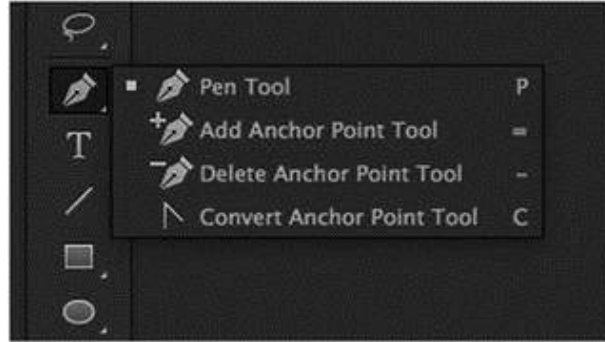 Pen Tool P
Add Anchor Point Tool =
T
Delete Anchor Point Tool -
Convert Anchor Point Tool C